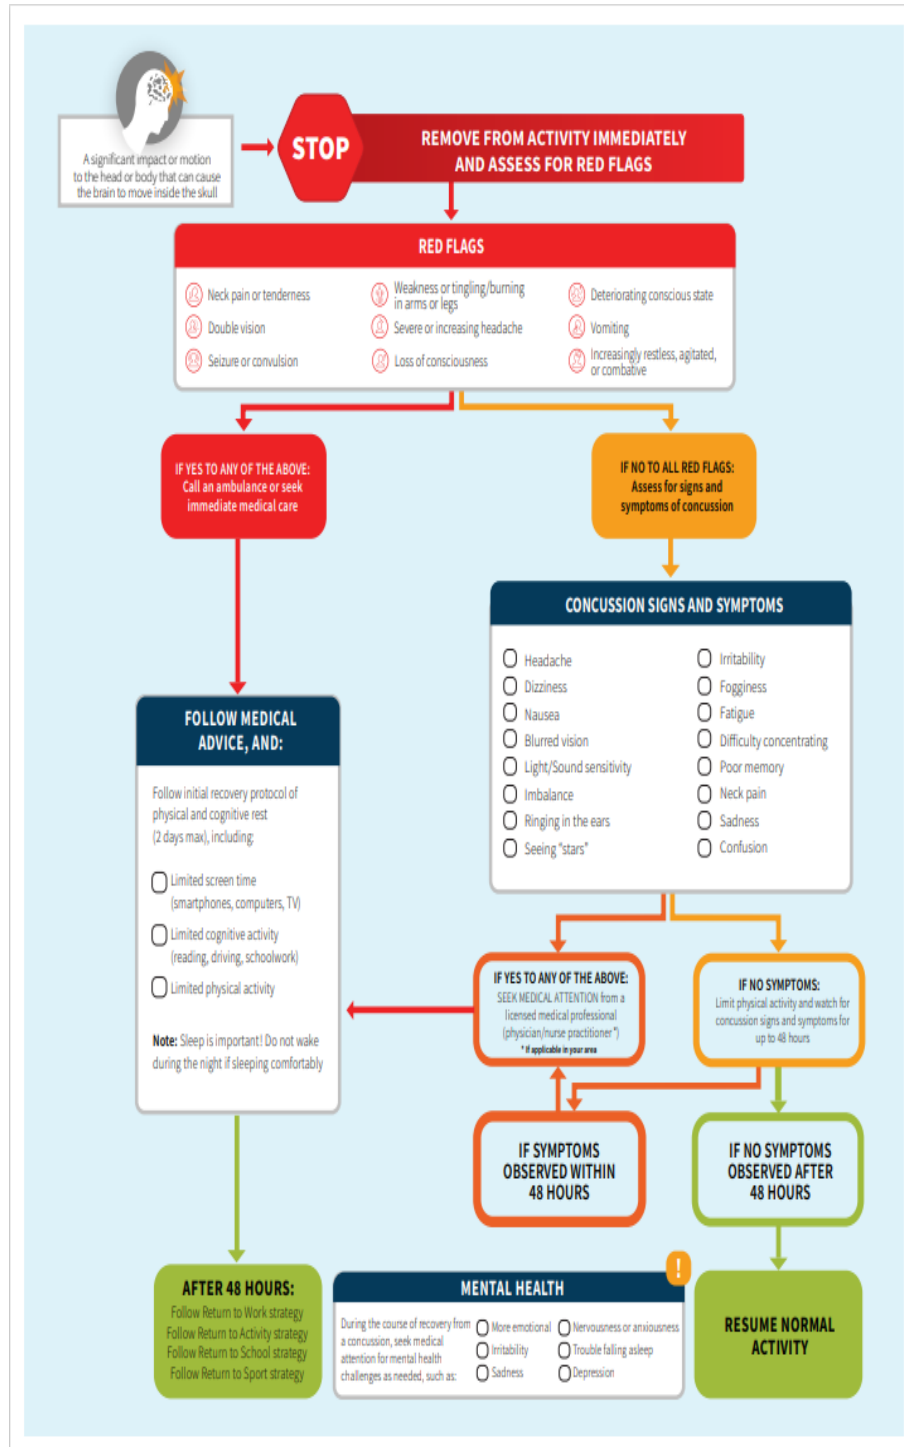 A significant impact or motion
to the head or body that can cause
the brain to move inside the skull
STOP
REMOVE FROM ACTIVITY IMMEDIATELY
AND ASSESS FOR RED FLAGS
RED FLAGS
Neck pain or tenderness
Double vision
Seizure or convulsion
Weakness or tingling/burning
in arms or legs
Severe or increasing headache
Loss of consciousness
Deteriorating conscious state
Vomiting
Increasingly restless, agitated,
or combative
IF YES TO ANY OF THE ABOVE:
Call an ambulance or seek
immediate medical care
IF NO TO ALL RED FLAGS:
Assess for signs and
symptoms of concussion
CONCUSSION SIGNS AND SYMPTOMS
Headache
Dizziness
Nausea
Blurred vision
Light/Sound sensitivity
Imbalance
Ringing in the ears
Seeing "stars"
Irritability
Fogginess
Fatigue
Difficulty concentrating
Poor memory
Neck pain
Sadness
Confusion
FOLLOW MEDICAL
ADVICE, AND:
Follow initial recovery protocol of
physical and cognitive rest
(2 days max), including:
Limited screen time
(smartphones, computers, TV)
Limited cognitive activity
(reading, driving, schoolwork)
Limited physical activity
Note: Sleep is important! Do not wake
during the night if sleeping comfortably
IF YES TO ANY OF THE ABOVE:
SEEK MEDICAL ATTENTION from a
licensed medical professional
(physician/nurse practitioner*)
* If applicable in your area
IF NO SYMPTOMS:
Limit physical activity and watch for
concussion signs and symptoms for
up to 48 hours
IF SYMPTOMS
OBSERVED WITHIN
48 HOURS
IF NO SYMPTOMS
OBSERVED AFTER
48 HOURS
AFTER 48 HOURS:
Follow Return to Work strategy
Follow Return to Activity strategy
Follow Return to School strategy
Follow Return to Sport strategy
MENTAL HEALTH
!
During the course of recovery from
a concussion, seek medical
attention for mental health
challenges as needed, such as:
More emotional
Irritability
Sadness
Nervousness or anxiousness
Trouble falling asleep
Depression
RESUME NORMAL
ACTIVITY